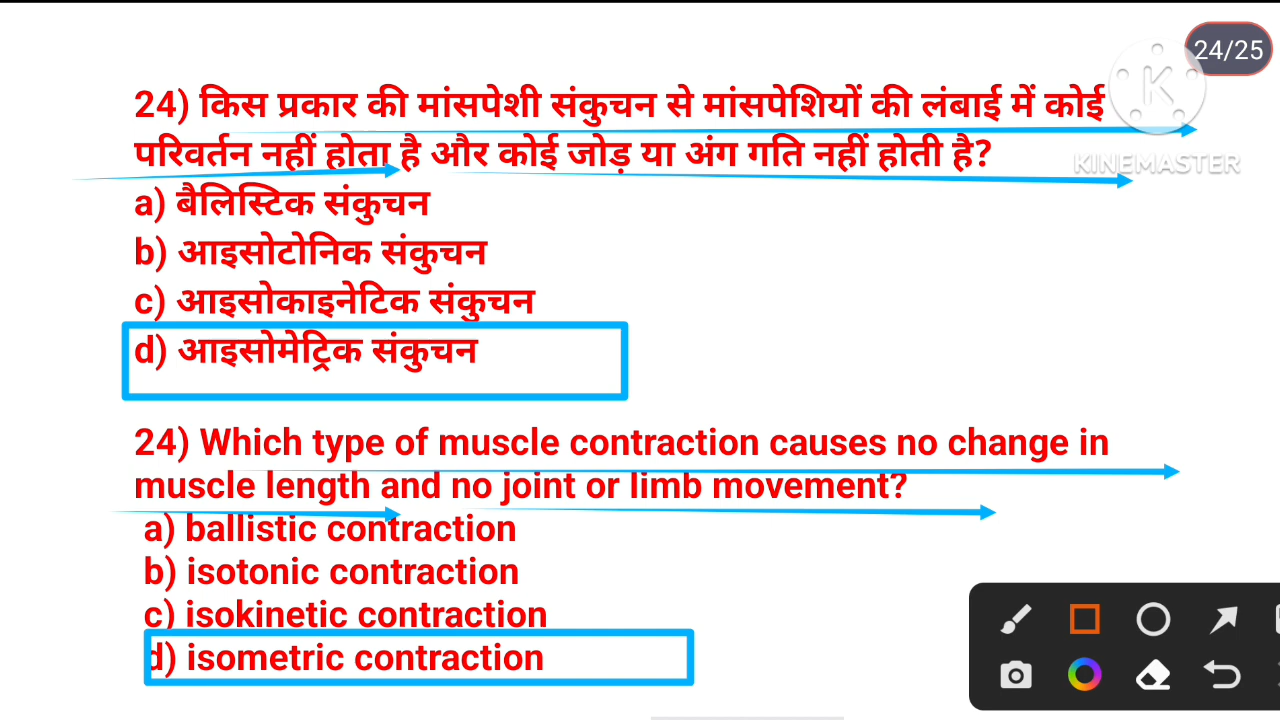 24/25
24) किस प्रकार की मांसपेशी संकुचन से मांसपेशियों की लंबाई में कोई
परिवर्तन नहीं होता है और कोई जोड़ या अंग गति नहीं होती है?
K
KINEMASTER
a) बैलिस्टिक संकुचन
b) आइसोटोनिक संकुचन
c) आइसोकाइनेटिक संकुचन
d) आइसोमेट्रिक संकुचन
24) Which type of muscle contraction causes no change in
muscle length and no joint or limb movement?
a) ballistic contraction
b) isotonic contraction
c) isokinetic contraction
d) isometric contraction